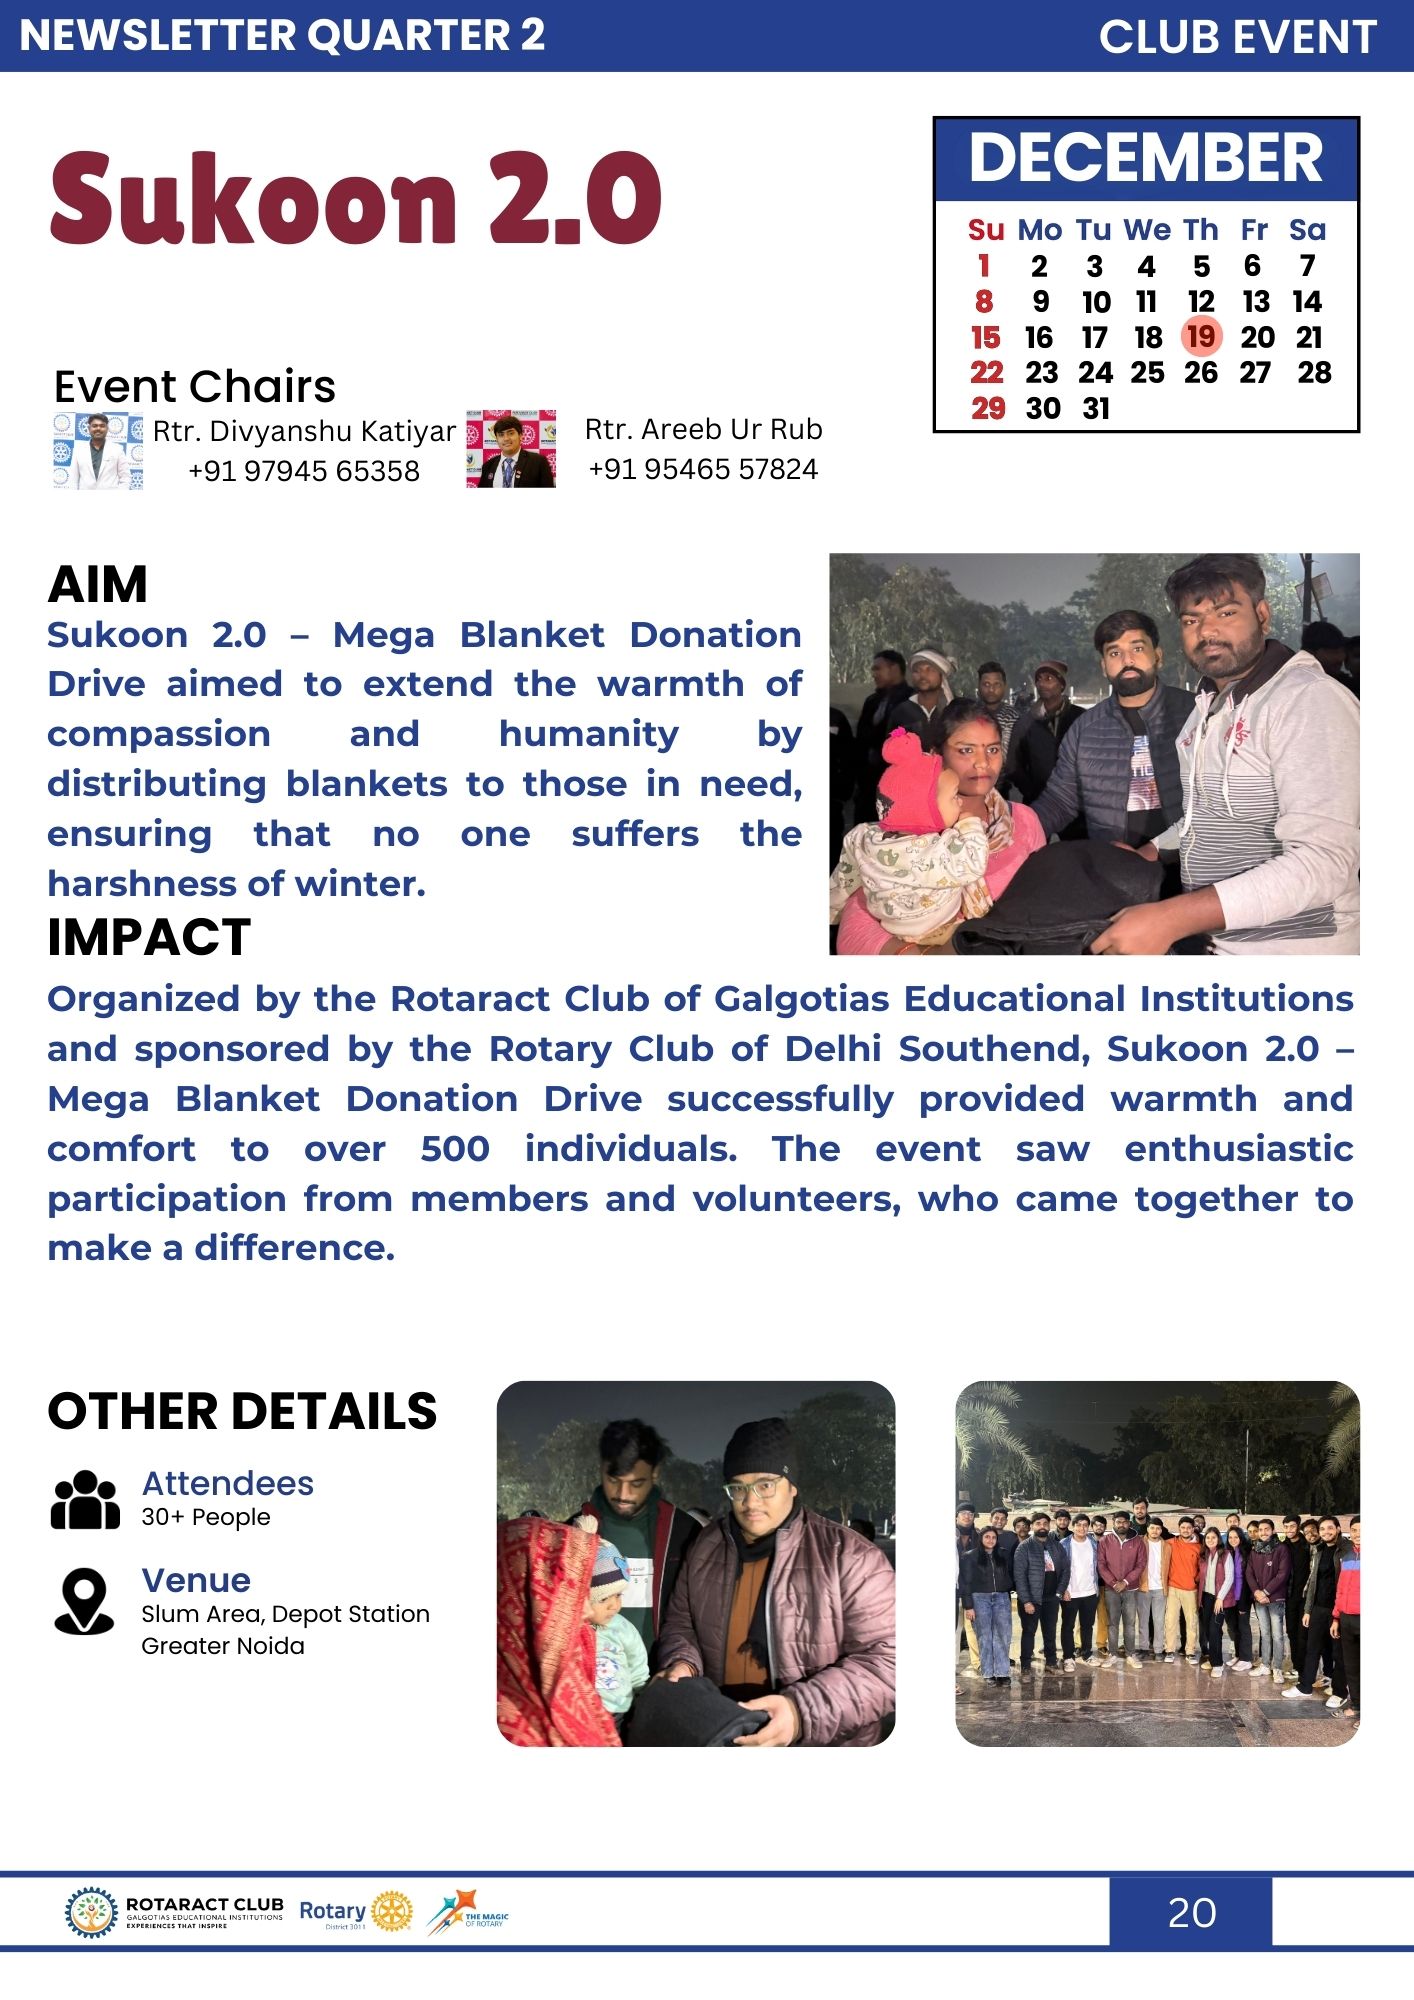 NEWSLETTER QUARTER 2
CLUB EVENT
Sukoon 2.0
DECEMBER
Su Mo Tu We Th Fr Sa
1 2 3 4 5 6 7
8 9 10 11 12 13 14
15 16 17 18 19 20 21
22 23 24 25 26 27 28
29 30 31
Event Chairs
Rtr. Divyanshu Katiyar
+91 97945 65358
Rtr. Areeb Ur Rub
+91 95465 57824
AIM
Sukoon 2.0 – Mega Blanket Donation
Drive aimed to extend the warmth of
compassion and humanity by
distributing blankets to those in need,
ensuring that no one suffers the
harshness of winter.
IMPACT
Organized by the Rotaract Club of Galgotias Educational Institutions
and sponsored by the Rotary Club of Delhi Southend, Sukoon 2.0 –
Mega Blanket Donation Drive successfully provided warmth and
comfort to over 500 individuals. The event saw enthusiastic
participation from members and volunteers, who came together to
make a difference.
OTHER DETAILS
Attendees
30+ People
Venue
Slum Area, Depot Station
Greater Noida
ROTARACT CLUB
GALGOTIAS EDUCATIONAL INSTITUTIONS
EXPERIENCES THAT INSPIRE
Rotary
District 3011
THE MAGIC
OF ROTARY
20